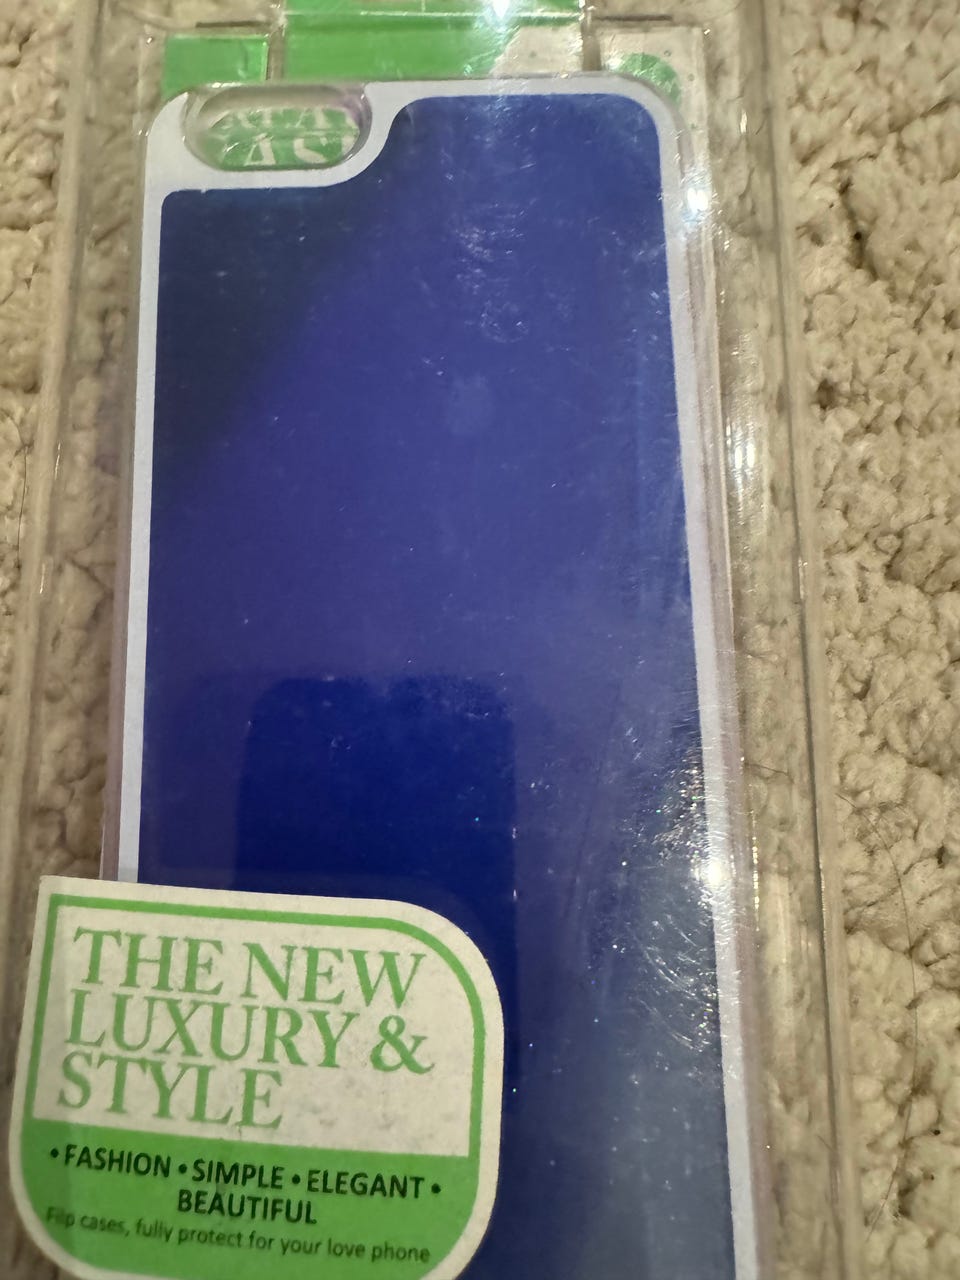 THE NEW
LUXURY &
STYLE
• FASHION • SIMPLE • ELEGANT •
BEAUTIFUL
Flip cases, fully protect for your love phone